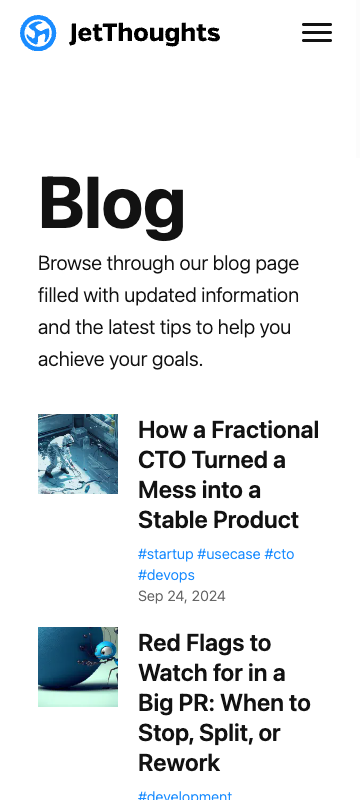 JetThoughts
Blog
Browse through our blog page
filled with updated information
and the latest tips to help you
achieve your goals.
How a Fractional
CTO Turned a
Mess into a
Stable Product
#startup #usecase #cto
#devops
Sep 24, 2024
Red Flags to
Watch for in a
Big PR: When to
Stop, Split, or
Rework
#development